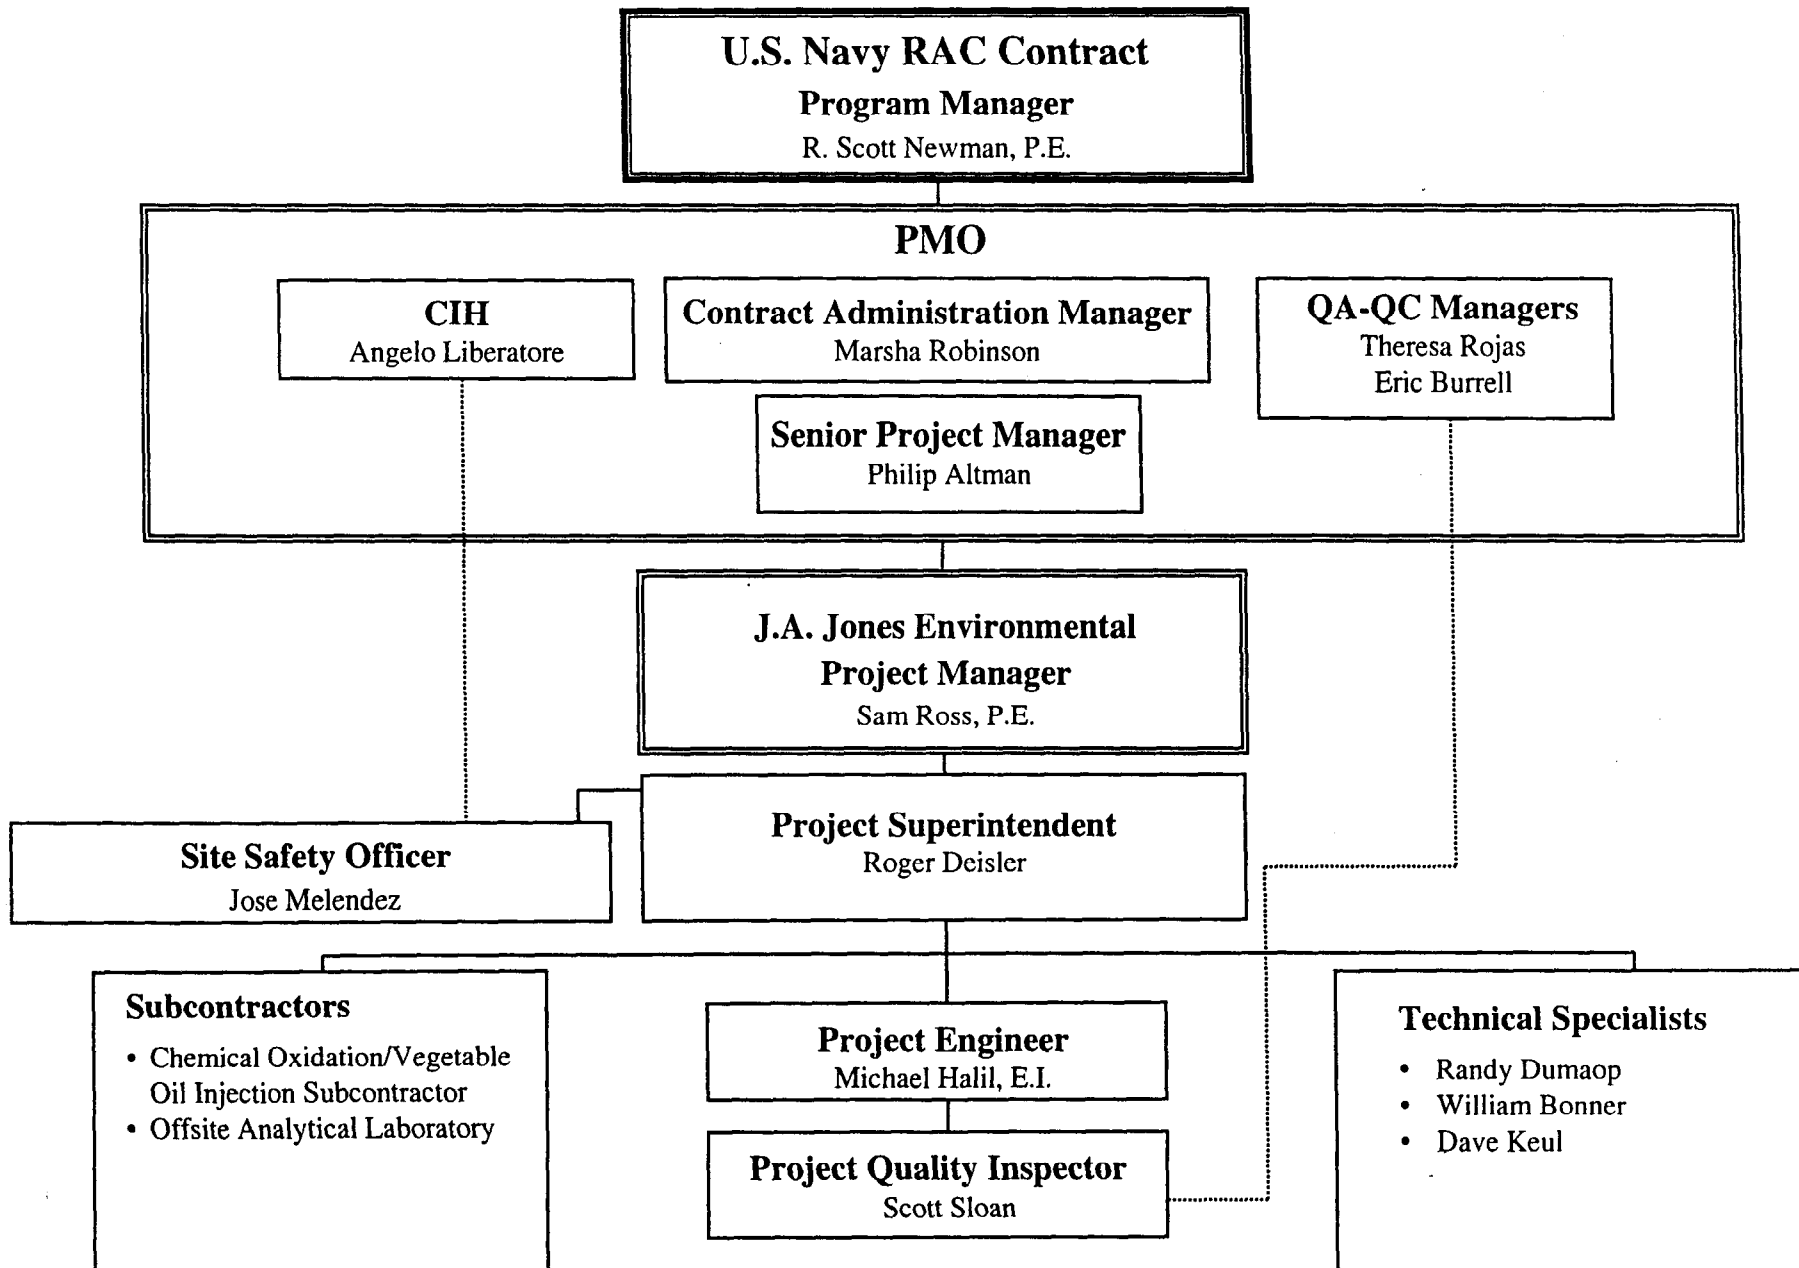 U.S. Navy RAC Contract
Program Manager
R. Scott Newman, P.E.
PMO
CIH
Angelo Liberatore
Contract Administration Manager
Marsha Robinson
QA-QC Managers
Theresa Rojas
Eric Burrell
Senior Project Manager
Philip Altman
J.A. Jones Environmental
Project Manager
Sam Ross, P.E.
Site Safety Officer
Jose Melendez
Project Superintendent
Roger Deisler
Subcontractors
• Chemical Oxidation/Vegetable
Oil Injection Subcontractor
• Offsite Analytical Laboratory
Project Engineer
Michael Halil, E.I.
Project Quality Inspector
Scott Sloan
Technical Specialists
• Randy Dumaop
• William Bonner
• Dave Keul